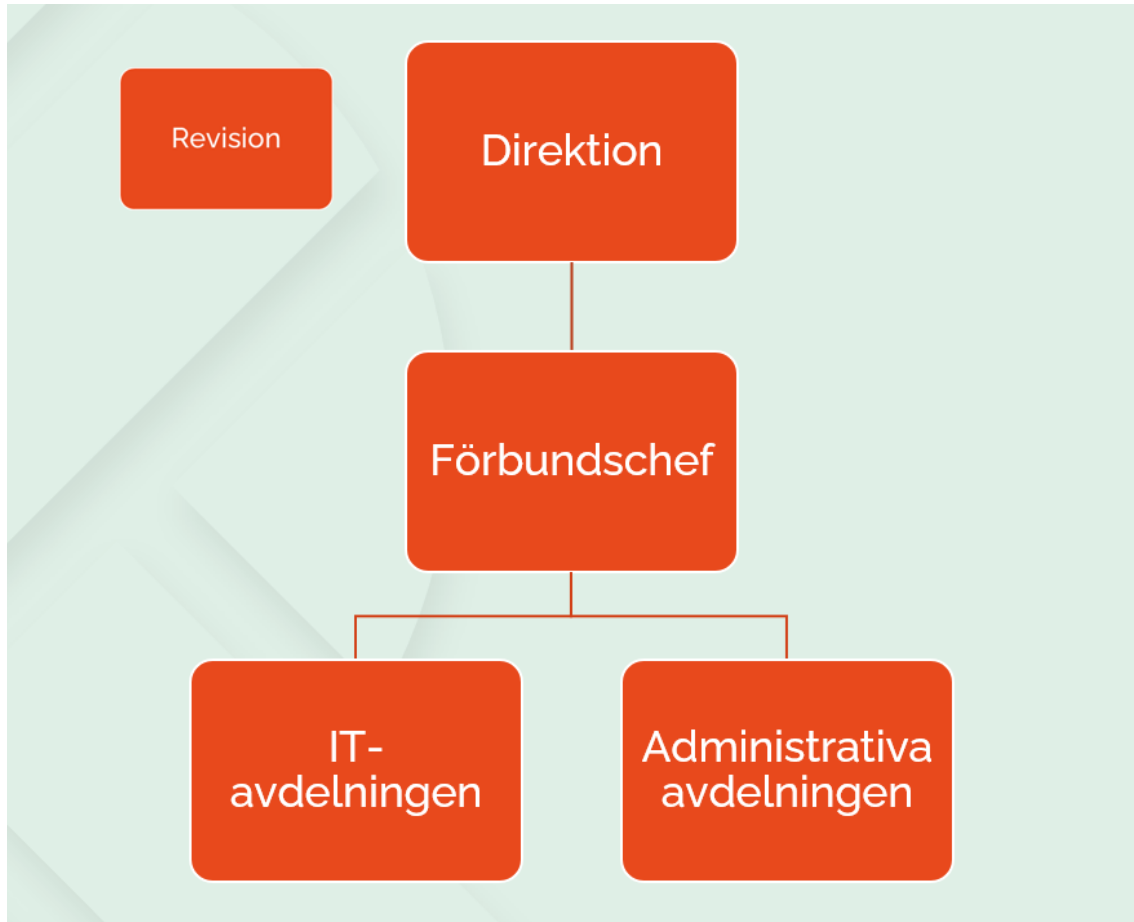 Revision
Direktion
Förbundschef
IT-
avdelningen
Administrativa
avdelningen